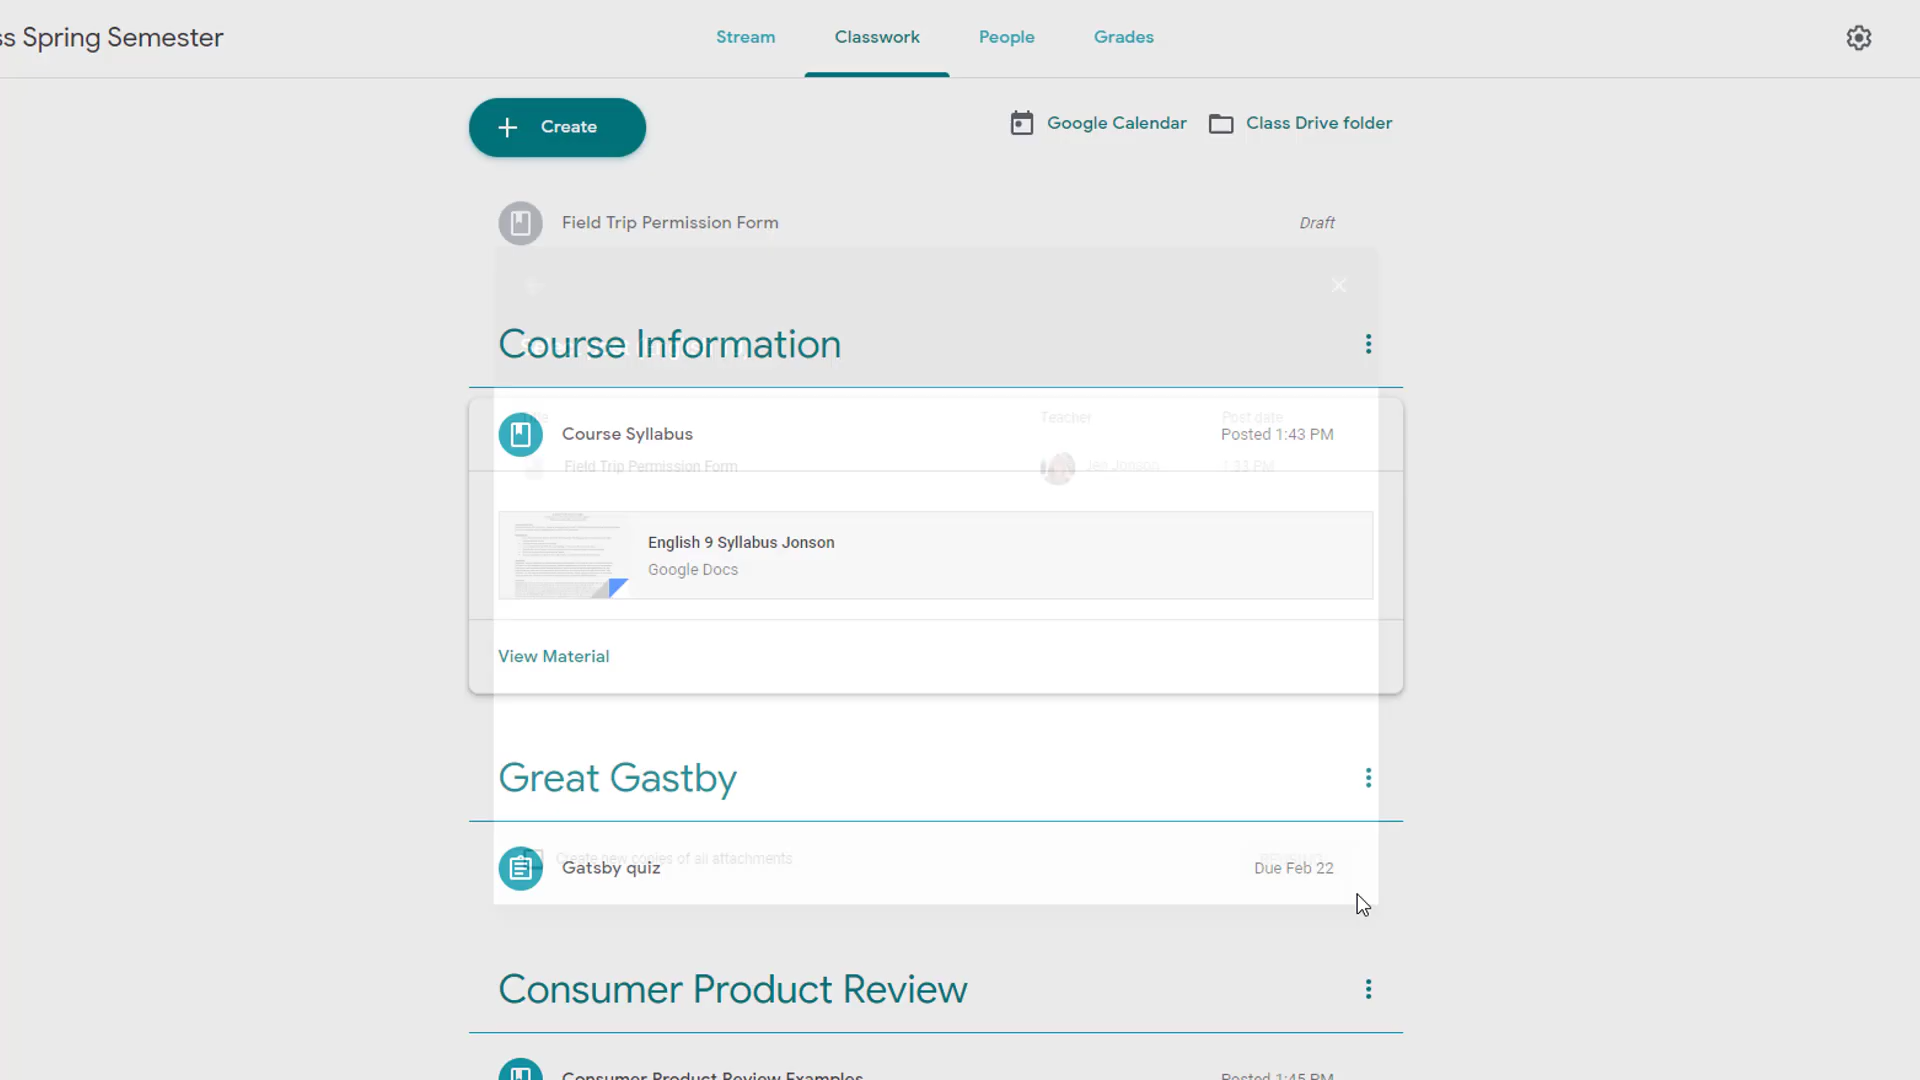 ss Spring Semester
Stream
Classwork
People
Grades
Create
Google Calendar
Class Drive folder
Field Trip Permission Form
Draft
Course Information
Title
Teacher
Post date
Course Syllabus
Posted 1:43 PM
Field Trip Permission Form
Jen Jonson
1:33 PM
English 9 Syllabus Jonson
Google Docs
View Material
Great Gastby
Create new copies of all attachments
Gatsby quiz
Due Feb 22
Consumer Product Review
Consumer Product Review Examples
Posted 1:45 PM